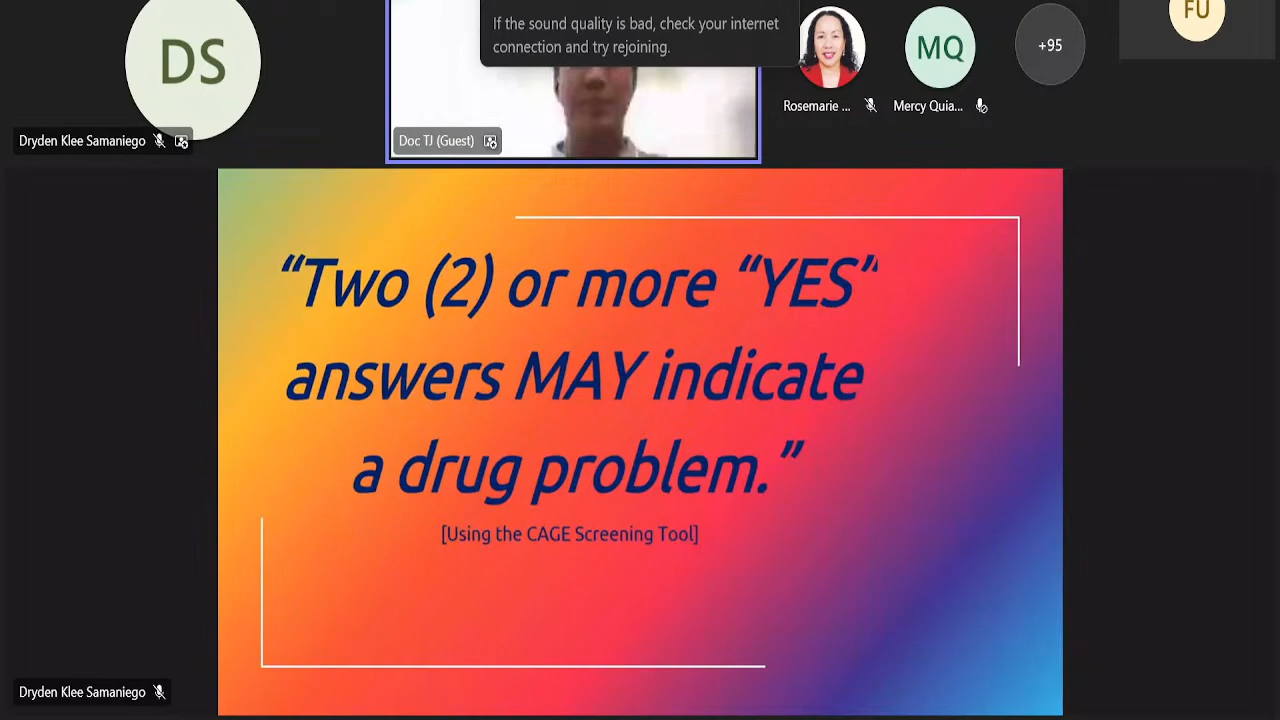 DS
If the sound quality is bad, check your internet
connection and try rejoining.
MQ
+95
FU
Rosemarie ...
Mercy Quia...
Dryden Klee Samaniego
Doc TJ (Guest)
“Two (2) or more “YES”
answers MAY indicate
a drug problem.”
[Using the CAGE Screening Tool]
Dryden Klee Samaniego